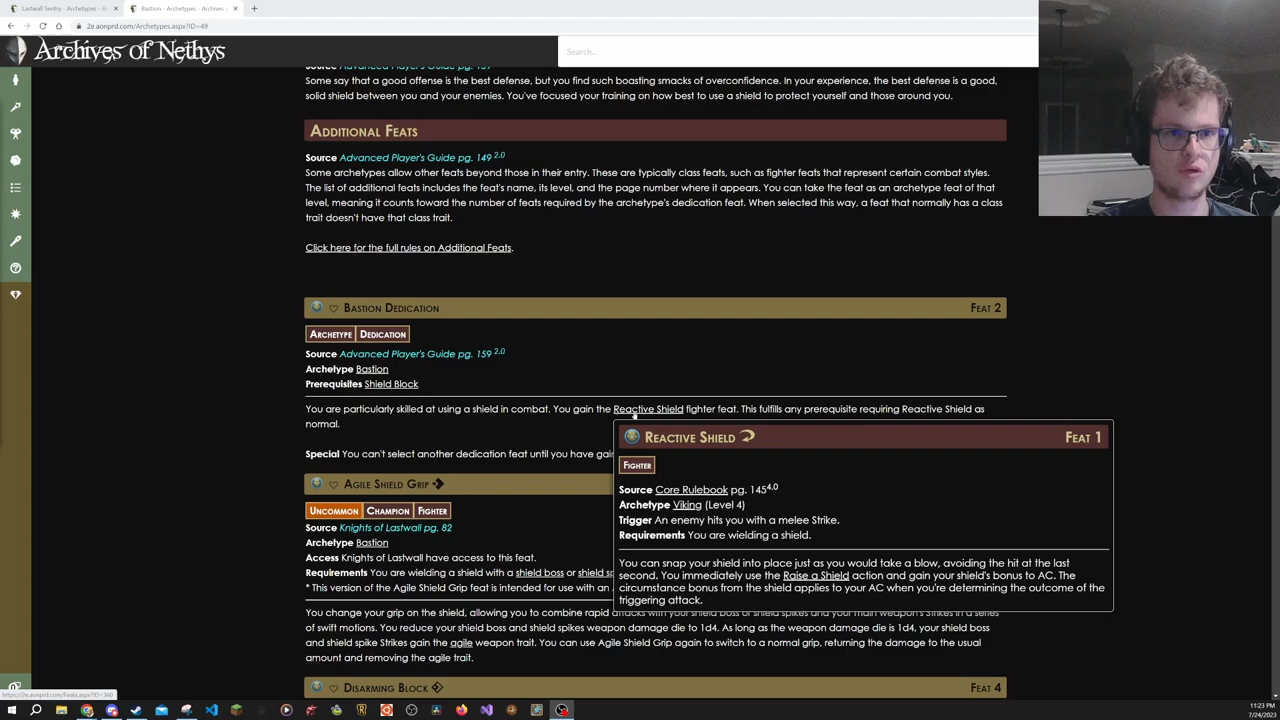 Lastwall Sentry - Archetypes - A
Bastion - Archetypes - Archives
2e.aonprd.com/Archetypes.aspx?ID=49
Archives of Nethys
Search...
Some say that a good offense is the best defense, but you find such boasting smacks of overconfidence. In your experience, the best defense is a good,
solid shield between you and your enemies. You've focused your training on how best to use a shield to protect yourself and those around you.
Additional Feats
Source Advanced Player's Guide pg. 149 2.0
Some archetypes allow other feats beyond those in their entry. These are typically class feats, such as fighter feats that represent certain combat styles.
The list of additional feats includes the feat's name, its level, and the page number where it appears. You can take the feat as an archetype feat of that
level, meaning it counts toward the number of feats required by the archetype's dedication feat. When selected this way, a feat that normally has a class
trait doesn't have that class trait.
Click here for the full rules on Additional Feats.
Bastion Dedication Feat 2
Archetype Dedication
Source Advanced Player's Guide pg. 159 2.0
Archetype Bastion
Prerequisites Shield Block
You are particularly skilled at using a shield in combat. You gain the Reactive Shield fighter feat. This fulfills any prerequisite requiring Reactive Shield as
normal.
Special You can't select another dedication feat until you have gai
Agile Shield Grip
Uncommon Champion Fighter
Source Knights of Lastwall pg. 82
Archetype Bastion
Access Knights of Lastwall have access to this feat.
Requirements You are wielding a shield with a shield boss or shield sp
* This version of the Agile Shield Grip feat is intended for use with an
Reactive Shield Feat 1
Fighter
Source Core Rulebook pg. 145 4.0
Archetype Viking (Level 4)
Trigger An enemy hits you with a melee Strike.
Requirements You are wielding a shield.
You can snap your shield into place just as you would take a blow, avoiding the hit at the last
second. You immediately use the Raise a Shield action and gain your shield's bonus to AC. The
circumstance bonus from the shield applies to your AC when you're determining the outcome of the
triggering attack.
You change your grip on the shield, allowing you to combine rapid attacks with your shield boss or shield spikes and your main weapon's Strikes in a series
of swift motions. You reduce your shield boss and shield spikes weapon damage die to 1d4. As long as the weapon damage die is 1d4, your shield boss
and shield spike Strikes gain the agile weapon trait. You can use Agile Shield Grip again to switch to a normal grip, returning the damage to the usual
amount and removing the agile trait.
Disarming Block Feat 4
https://2e.aonprd.com/Feats.aspx?ID=360
11:23 PM
7/24/2023